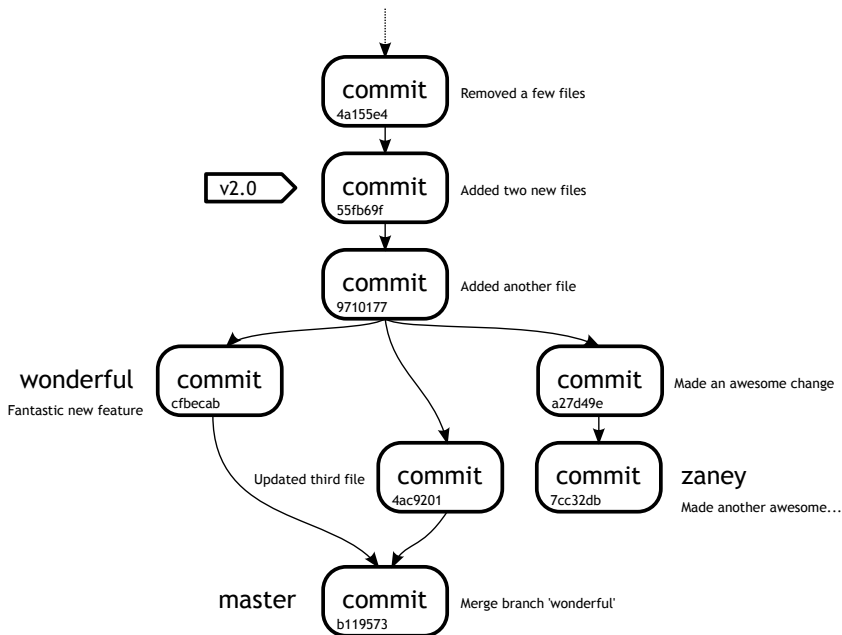 commit
4a155e4
Removed a few files
v2.0
commit
55fb69f
Added two new files
commit
9710177
Added another file
wonderful
Fantastic new feature
commit
cfbecab
commit
a27d49e
Made an awesome change
Updated third file
commit
4ac9201
commit
7cc32db
zaney
Made another awesome...
master
commit
b119573
Merge branch 'wonderful'